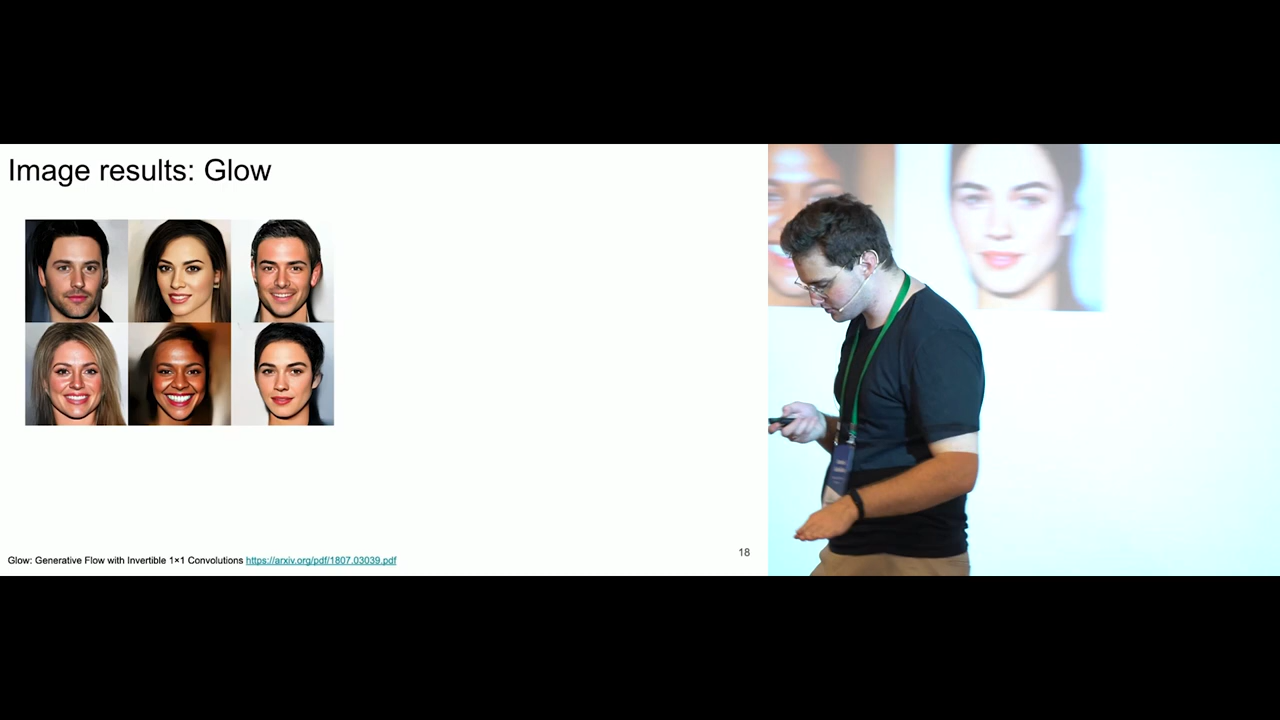 Image results: Glow
Glow: Generative Flow with Invertible 1×1 Convolutions https://arxiv.org/pdf/1807.03039.pdf
18